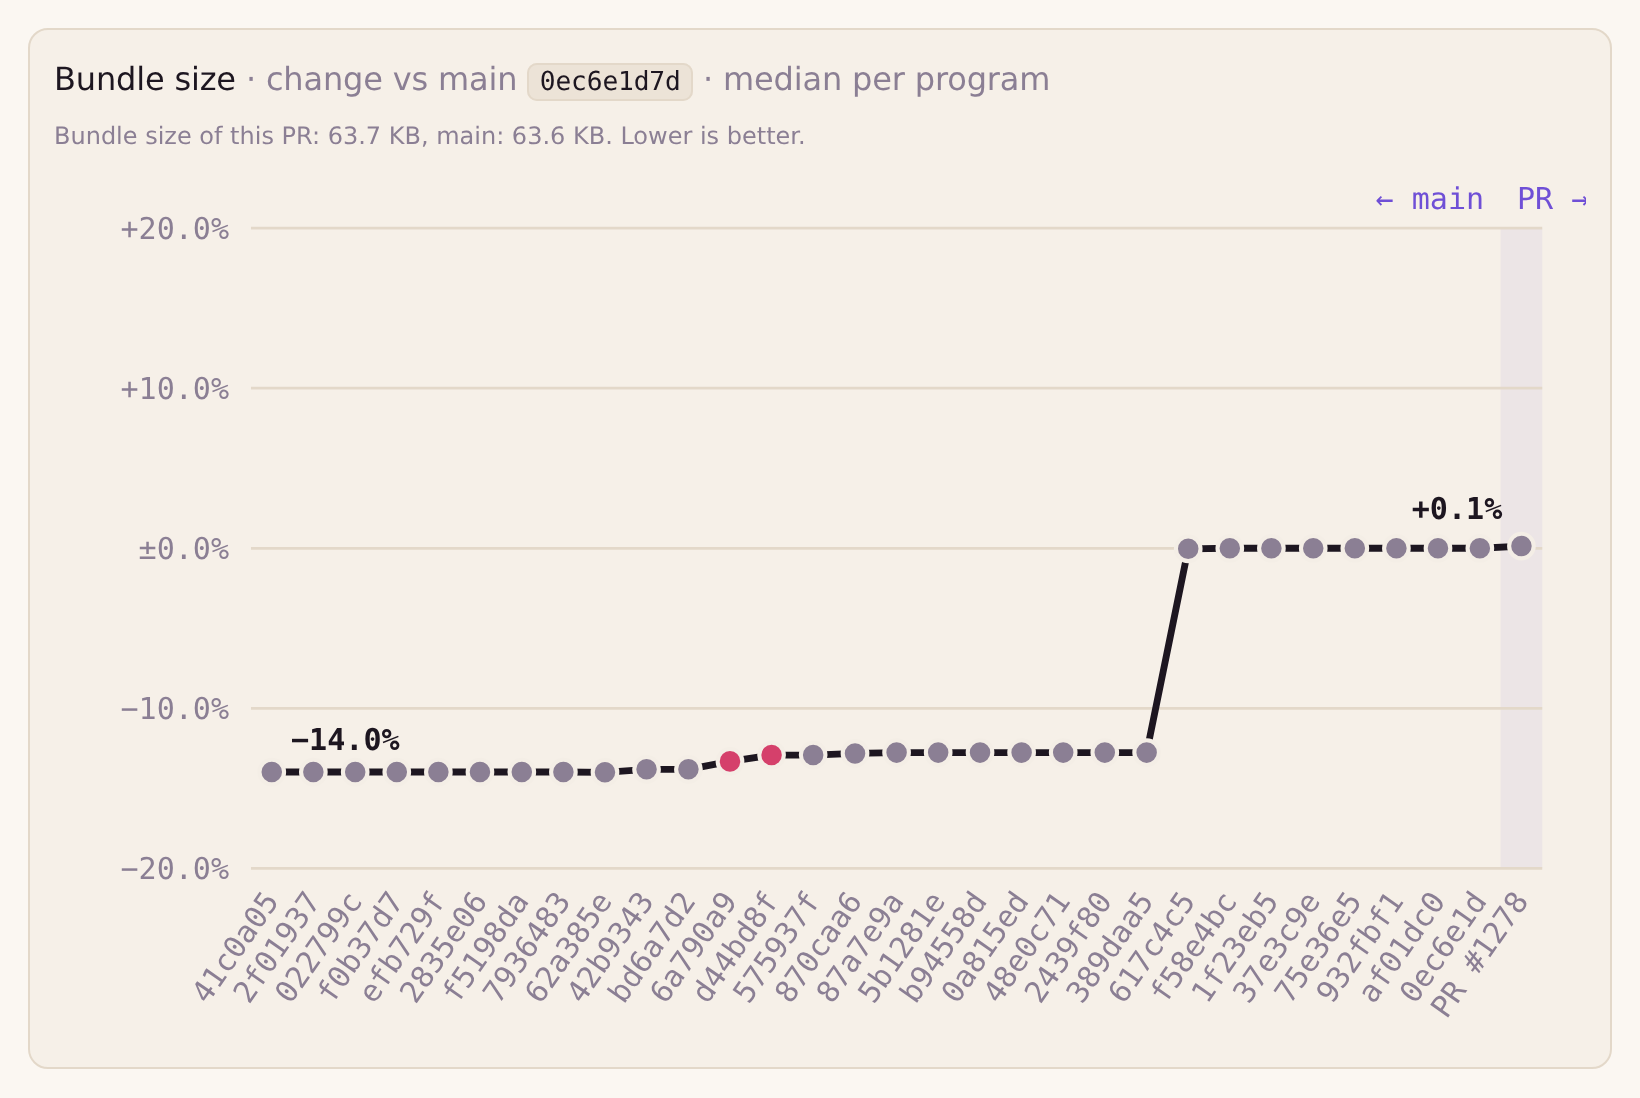 Bundle size · change vs main 0ec6e1d7d · median per program
Bundle size of this PR: 63.7 KB, main: 63.6 KB. Lower is better.
← main PR →
+20.0%
+10.0%
±0.0%
−10.0%
−20.0%
−14.0%
+0.1%
41c0a05
2f01937
022799c
f0b37d7
efb729f
2835e06
f5198da
7936483
62a385e
42b9343
bd6a7d2
6a790a9
d44bd8f
575937f
870caa6
87a7e9a
5b1281e
b94558d
0a815ed
48e0c71
2439f80
389daa5
617c4c5
f58e4bc
1f23eb5
37e3c9e
75e36e5
932fbf1
af01dc0
0ec6e1d
PR #1278